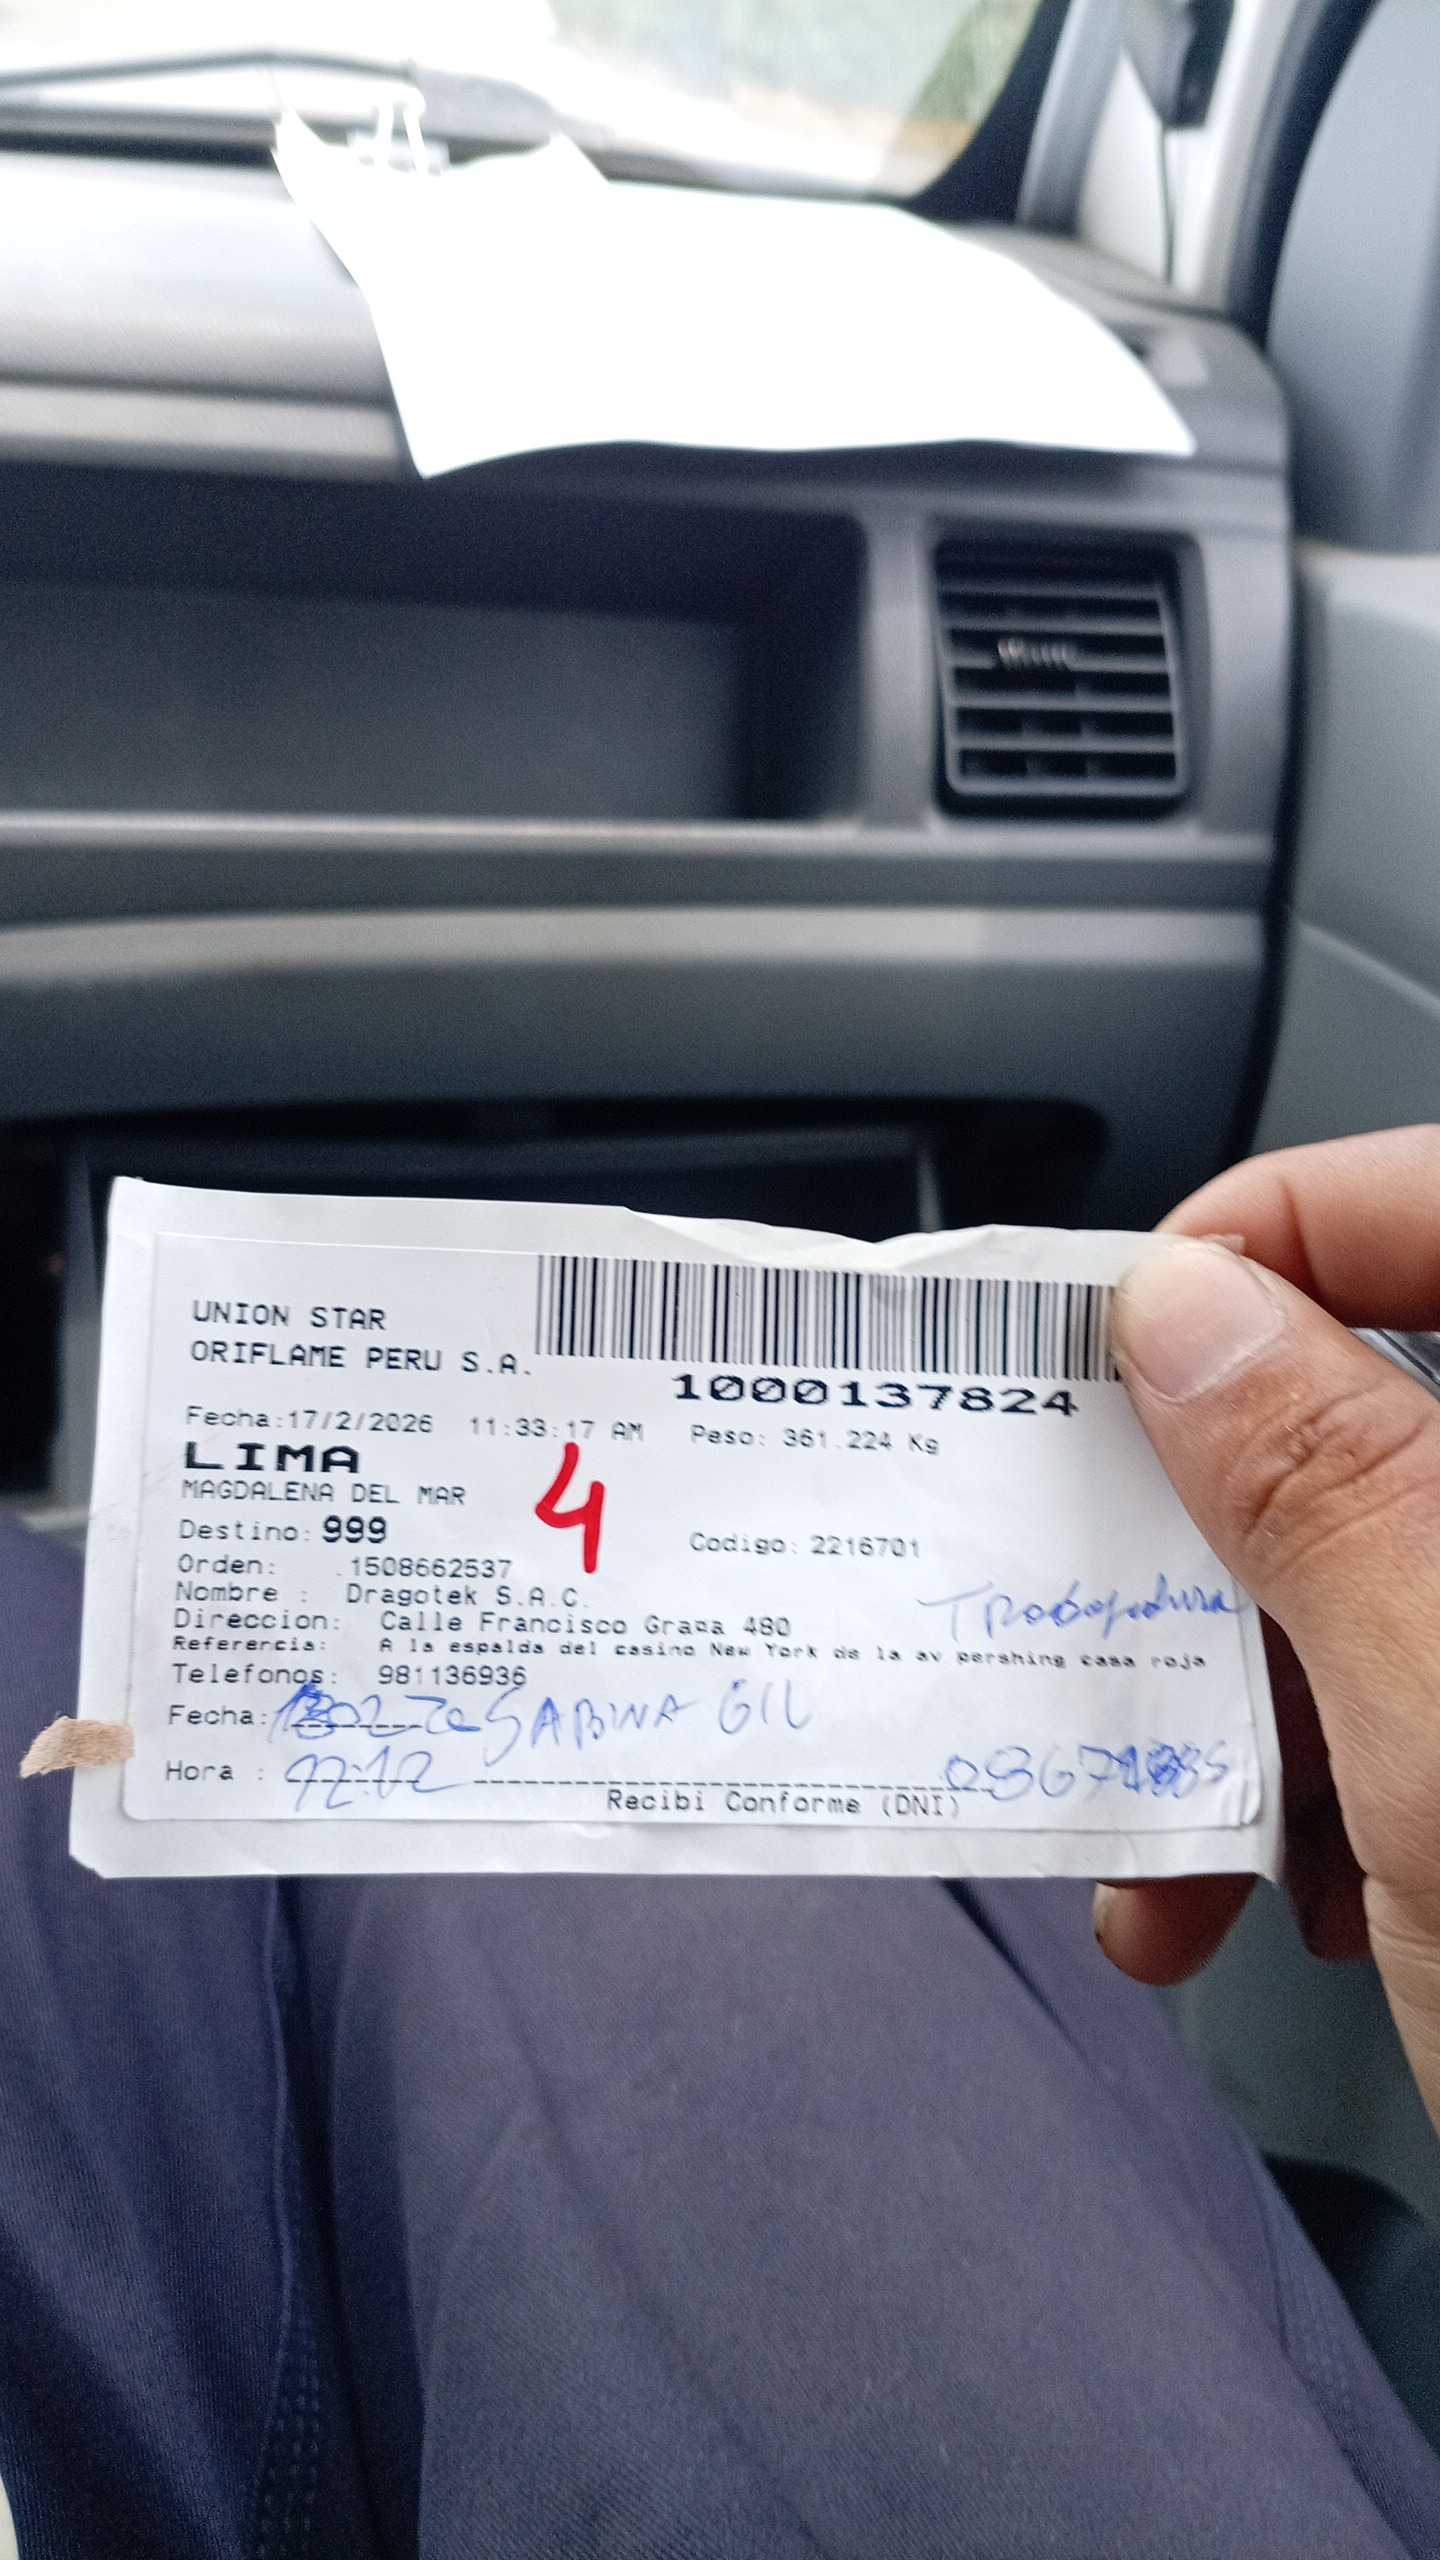 UNION STAR
ORIFLAME PERU S.A.
1000137824
Fecha:17/2/2026 11:33:17 AM Peso: 361.224 Kg
LIMA
4
MAGDALENA DEL MAR
Destino: 999 Codigo: 2216701
Orden: .1508662537
Nombre : Dragotek S.A.C.
Trabajadora
Direccion: Calle Francisco Graña 480
Referencia: A la espalda del casino New York de la av pershing casa roja
Telefonos: 981136936
Fecha: SABINA GIL
Hora : 12:12
Recibi Conforme (DNI)